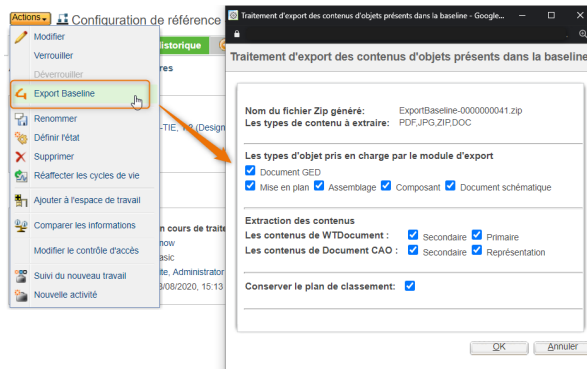 Actions
Configuration de référence
Modifier
Verrouiller
Déverrouiller
Export Baseline
Renommer
Définir l'état
Supprimer
Réaffecter les cycles de vie
Ajouter à l'espace de travail
Comparer les informations
Modifier le contrôle d'accès
Suivi du nouveau travail
Nouvelle activité
istorique
res
-TIE, (Design
n cours de traite
now
asic
ite, Administrator
/08/2020, 15:13
Traitement d'export des contenus d'objets présents dans la baseline - Google...
Traitement d'export des contenus d'objets présents dans la baseline
Nom du fichier Zip généré: ExportBaseline-0000000041.zip
Les types de contenu à extraire: PDF,JPG,ZIP,DOC
Les types d'objet pris en charge par le module d'export
Document GED
Mise en plan Assemblage Composant Document schématique
Extraction des contenus
Les contenus de WTDocument : Secondaire Primaire
Les contenus de Document CAO : Secondaire Représentation
Conserver le plan de classement:
OK Annuler